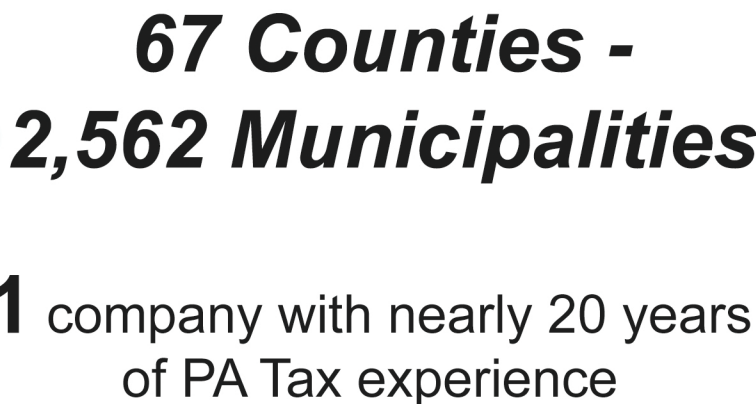 67 Counties -
2,562 Municipalities
1 company with nearly 20 years
of PA Tax experience